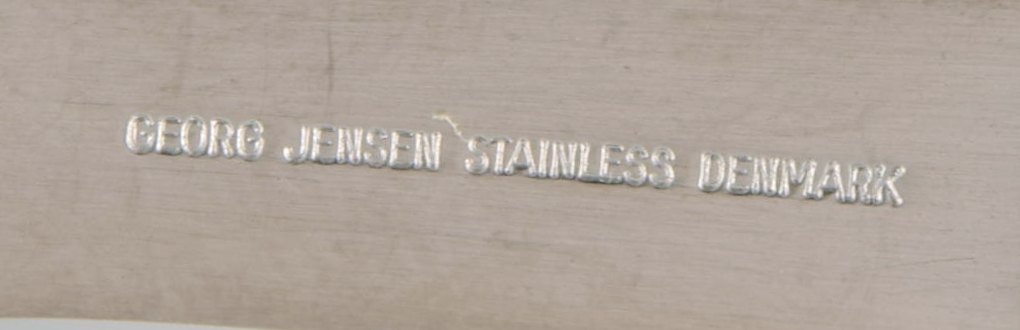 GEORG JENSEN STAINLESS DENMARK